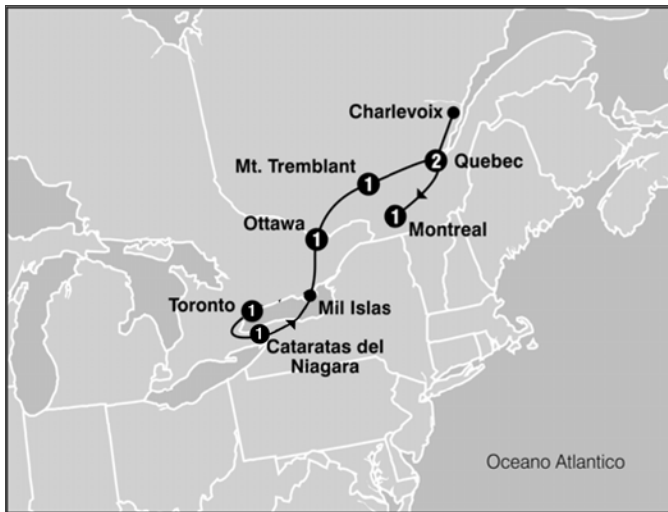 Charlevoix
2
Quebec
Mt. Tremblant
1
1
Montreal
Ottawa
1
Toronto
1
Mil Islas
1
Cataratas del
Niagara
Oceano Atlantico